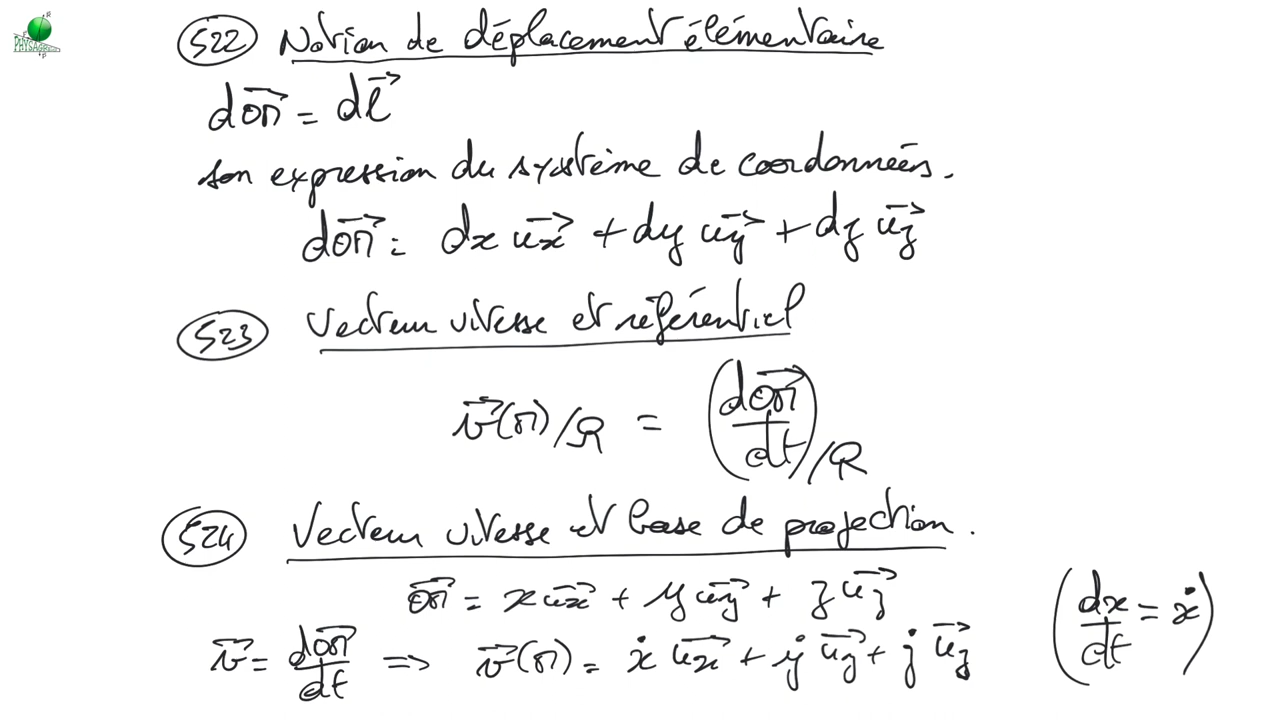 PAYSAGES
522 Notion de déplacement élémentaire
dOM⃗ = dl⃗
son expression du système de coordonnées.
dOM⃗ = dx ux⃗ + dy uy⃗ + dz uz⃗
523 Vecteur vitesse et référentiel
v⃗(M)/R = (dOM⃗/dt)/R
524 Vecteur vitesse et base de projection.
OM⃗ = x ux⃗ + y uy⃗ + z uz⃗
v⃗ = dOM⃗/dt => v⃗(M) = ẋ ux⃗ + ẏ uy⃗ + ż uz⃗ (dx/dt = ẋ)